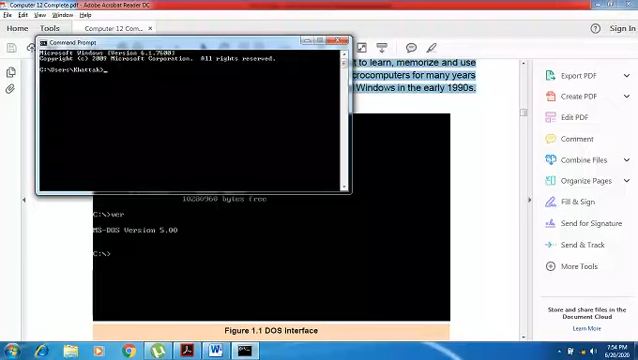 Computer 12 Complete.pdf - Adobe Acrobat Reader DC
File Edit View Window Help
Home Tools Computer 12 Com... Sign In
Command Prompt
Microsoft Windows [Version 6.1.7600]
Copyright (c) 2009 Microsoft Corporation. All rights reserved.
C:\Users\Khattak>_
t to learn, memorize and use
crocomputers for many years
Windows in the early 1990s.
10280960 bytes free
C:\>ver
MS-DOS Version 5.00
C:\>
Figure 1.1 DOS Interface
Export PDF
Create PDF
Edit PDF
Comment
Combine Files
Organize Pages
Fill & Sign
Send for Signature
Send & Track
More Tools
Store and share files in the
Document Cloud
Learn More
7:54 PM
6/28/2020